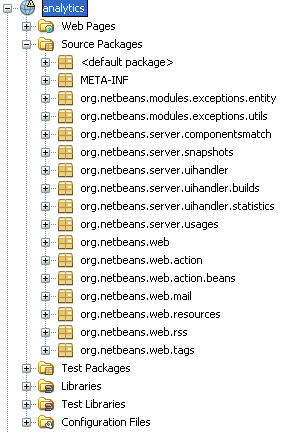 analytics
Web Pages
Source Packages
<default package>
META-INF
org.netbeans.modules.exceptions.entity
org.netbeans.modules.exceptions.utils
org.netbeans.server.componentsmatch
org.netbeans.server.snapshots
org.netbeans.server.uihandler
org.netbeans.server.uihandler.builds
org.netbeans.server.uihandler.statistics
org.netbeans.server.usages
org.netbeans.web
org.netbeans.web.action
org.netbeans.web.action.beans
org.netbeans.web.mail
org.netbeans.web.resources
org.netbeans.web.rss
org.netbeans.web.tags
Test Packages
Libraries
Test Libraries
Configuration Files